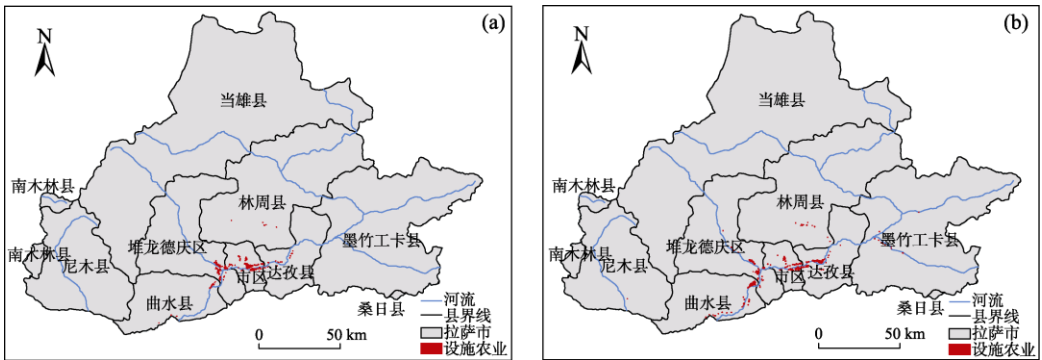 (a)
N
当雄县
南木林县
林周县
堆龙德庆区
墨竹工卡县
南木林县
尼木县
市区
达孜县
曲水县
桑日县
河流
县界线
拉萨市
设施农业
0 50 km
(b)
N
当雄县
南木林县
林周县
堆龙德庆区
墨竹工卡县
南木林县
尼木县
市区
达孜县
曲水县
桑日县
河流
县界线
拉萨市
设施农业
0 50 km